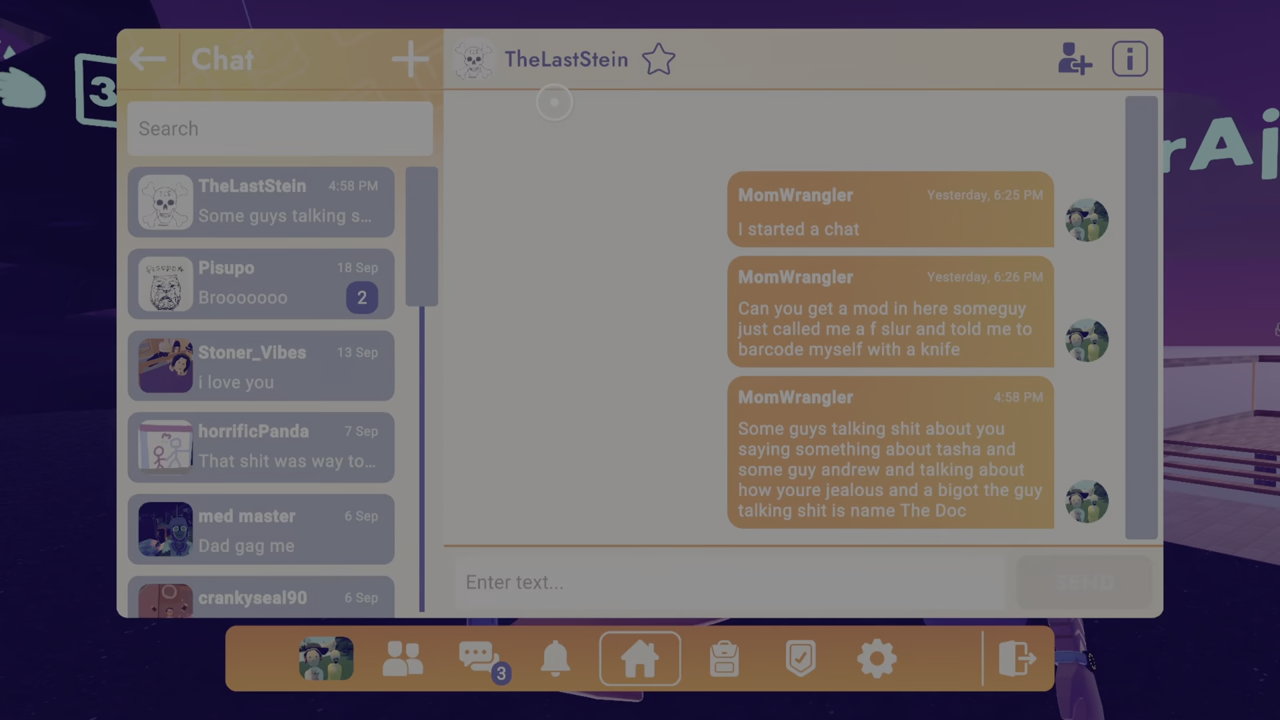 3
rAj
Chat
Search
TheLastStein 4:58 PM
Some guys talking s...
Pisupo 18 Sep
Brooooooo 2
Stoner_Vibes 13 Sep
i love you
horrificPanda 7 Sep
That shit was way to...
med master 6 Sep
Dad gag me
crankyseal90 6 Sep
TheLastStein
MomWrangler Yesterday, 6:25 PM
I started a chat
MomWrangler Yesterday, 6:26 PM
Can you get a mod in here someguy
just called me a f slur and told me to
barcode myself with a knife
MomWrangler 4:58 PM
Some guys talking shit about you
saying something about tasha and
some guy andrew and talking about
how youre jealous and a bigot the guy
talking shit is name The Doc
Enter text...
SEND
3